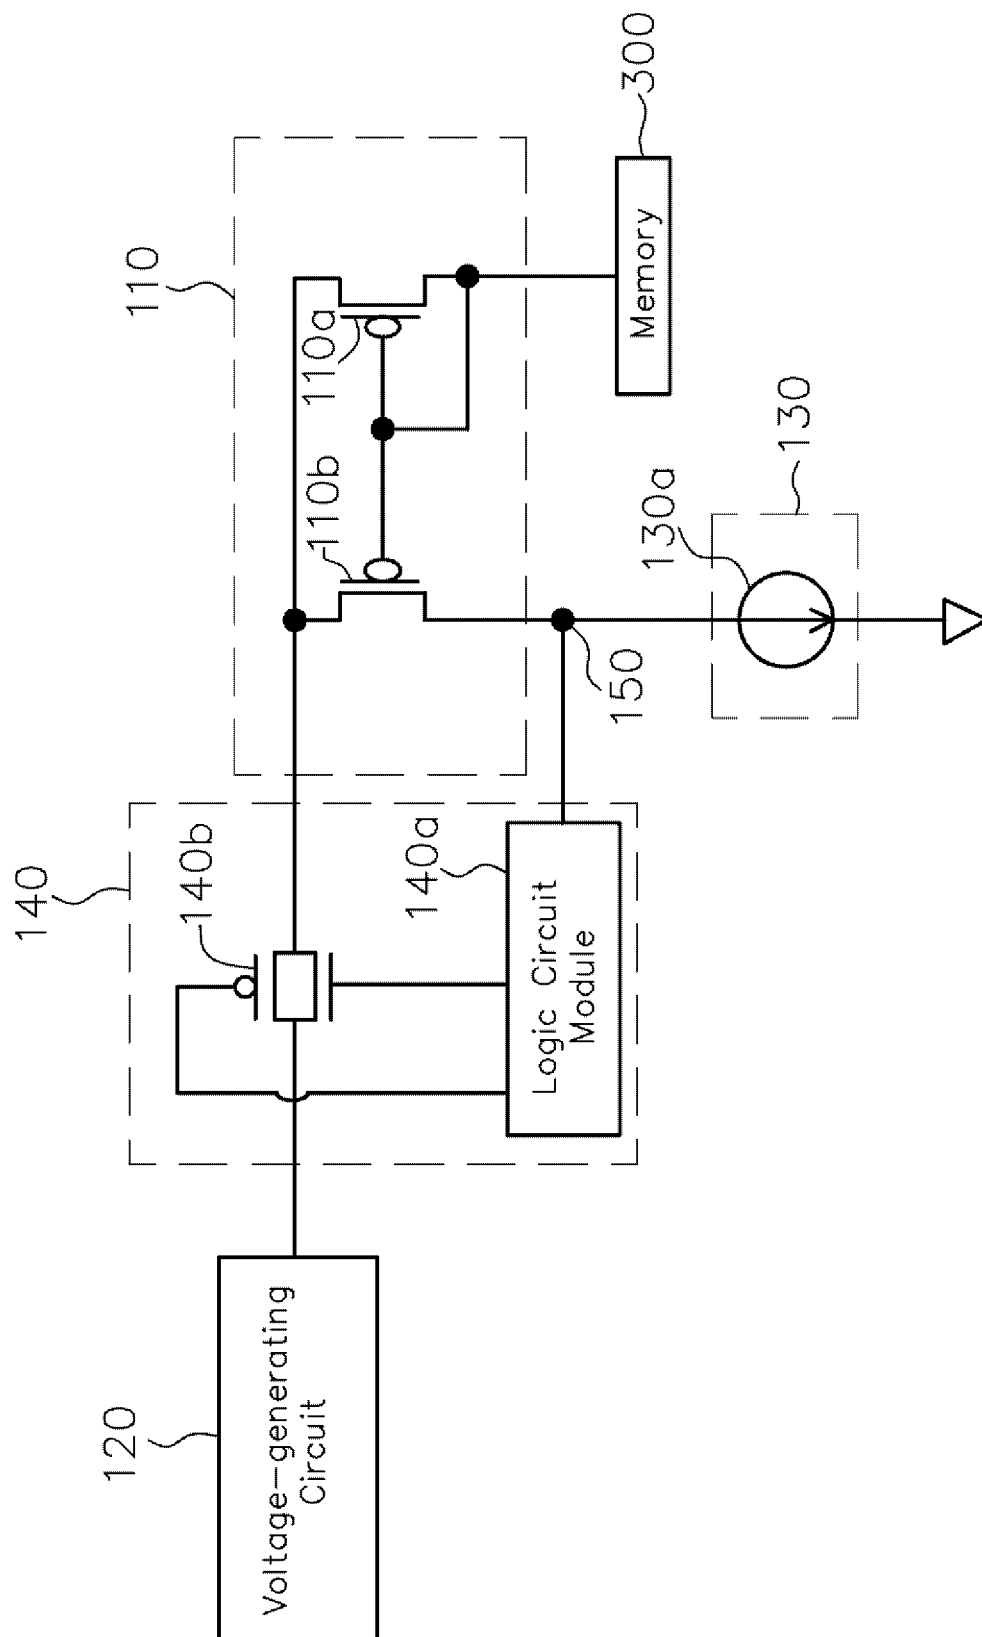 120
Voltage-generating
Circuit
140
140b
140a
Logic Circuit
Module
110
110b
110a
150
130a
130
Memory
300